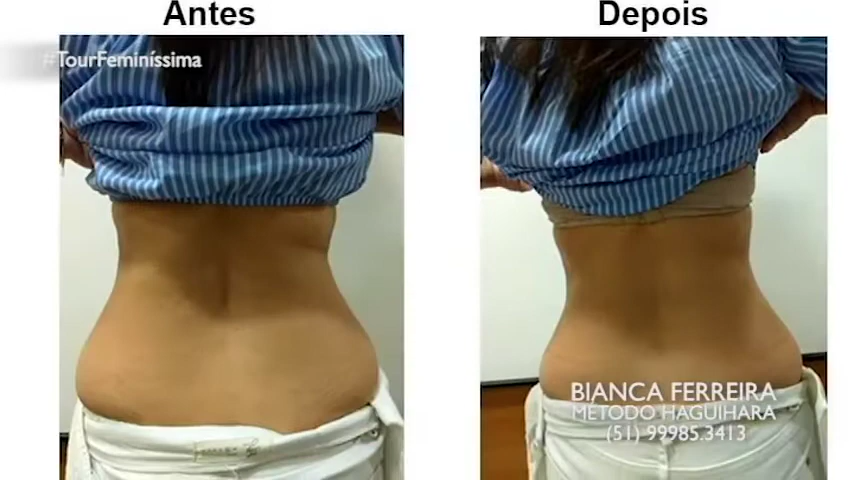 Antes
Depois
#TourFeminíssima
BIANCA FERREIRA
MÉTODO HAGUIHARA
(51) 99985.3413